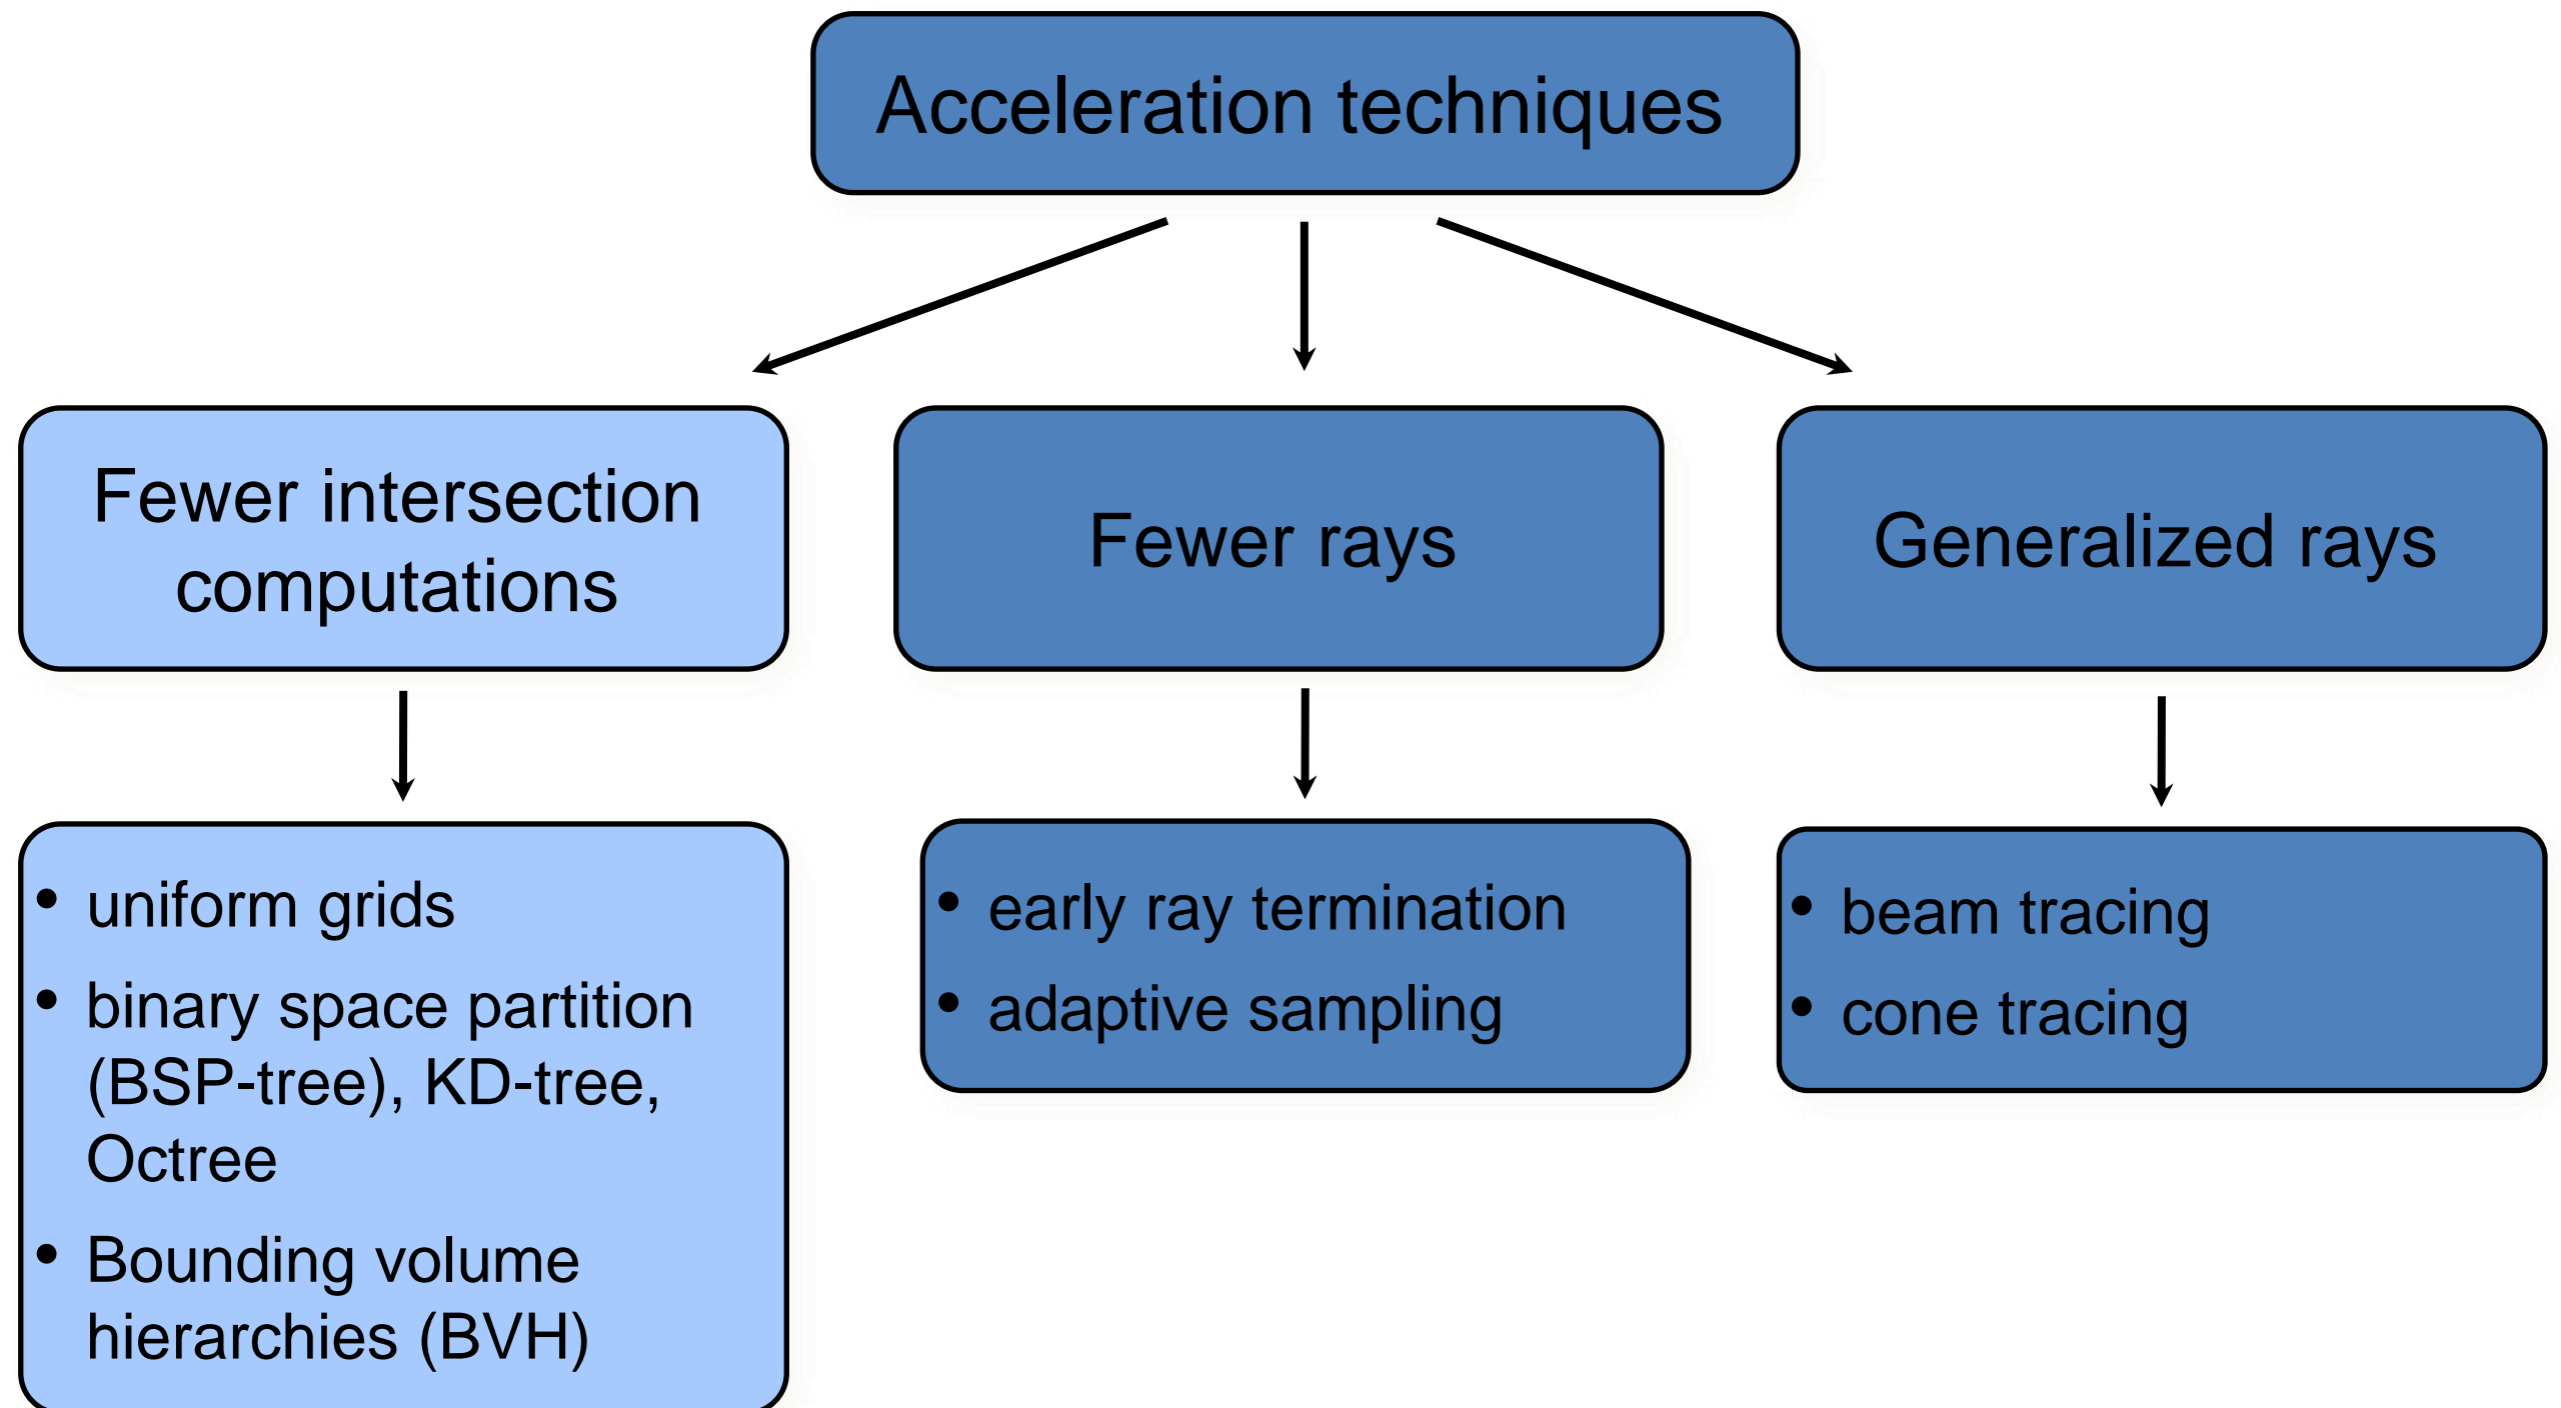 Acceleration techniques
Fewer intersection
computations
Fewer rays
Generalized rays
• uniform grids
• binary space partition
(BSP-tree), KD-tree,
Octree
• Bounding volume
hierarchies (BVH)
• early ray termination
• adaptive sampling
• beam tracing
• cone tracing